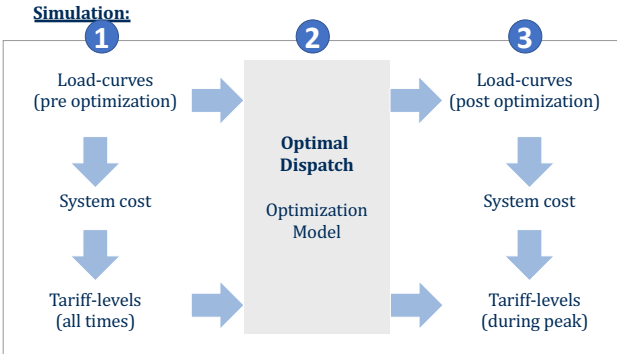 Simulation:
1
2
3
Load-curves
(pre optimization)
System cost
Tariff-levels
(all times)
Optimal
Dispatch
Optimization
Model
Load-curves
(post optimization)
System cost
Tariff-levels
(during peak)